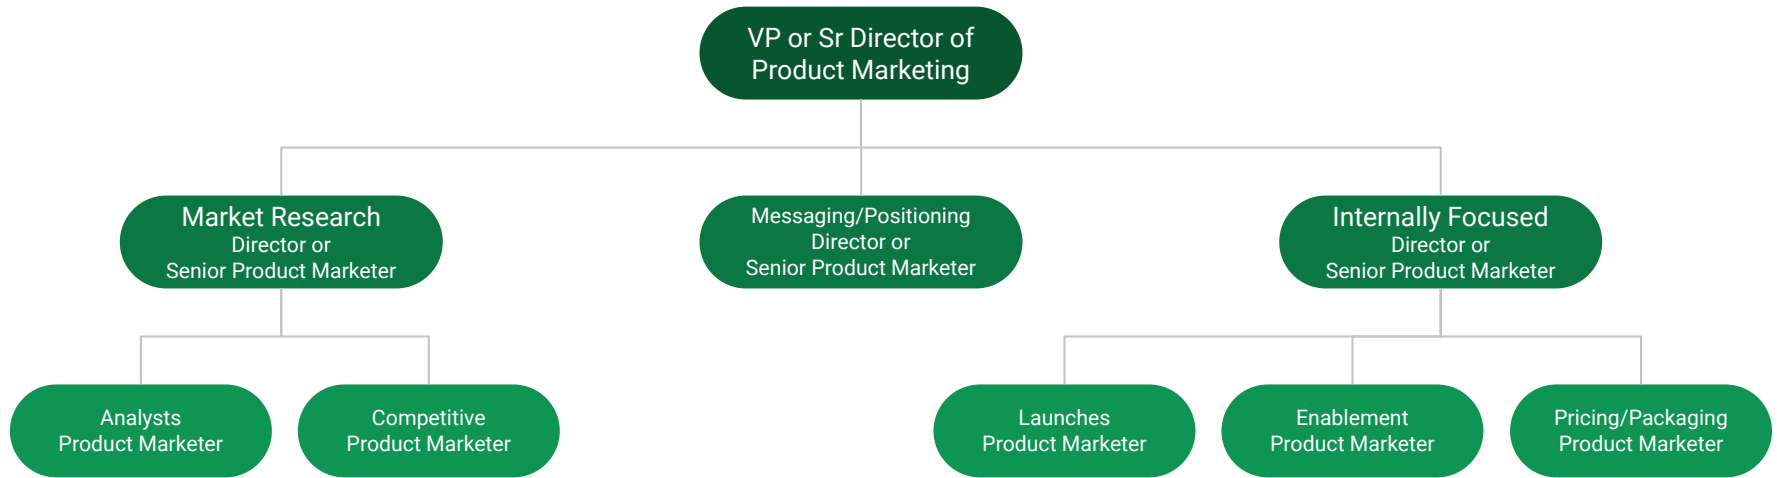 VP or Sr Director of
Product Marketing
Market Research
Director or
Senior Product Marketer
Messaging/Positioning
Director or
Senior Product Marketer
Internally Focused
Director or
Senior Product Marketer
Analysts
Product Marketer
Competitive
Product Marketer
Launches
Product Marketer
Enablement
Product Marketer
Pricing/Packaging
Product Marketer